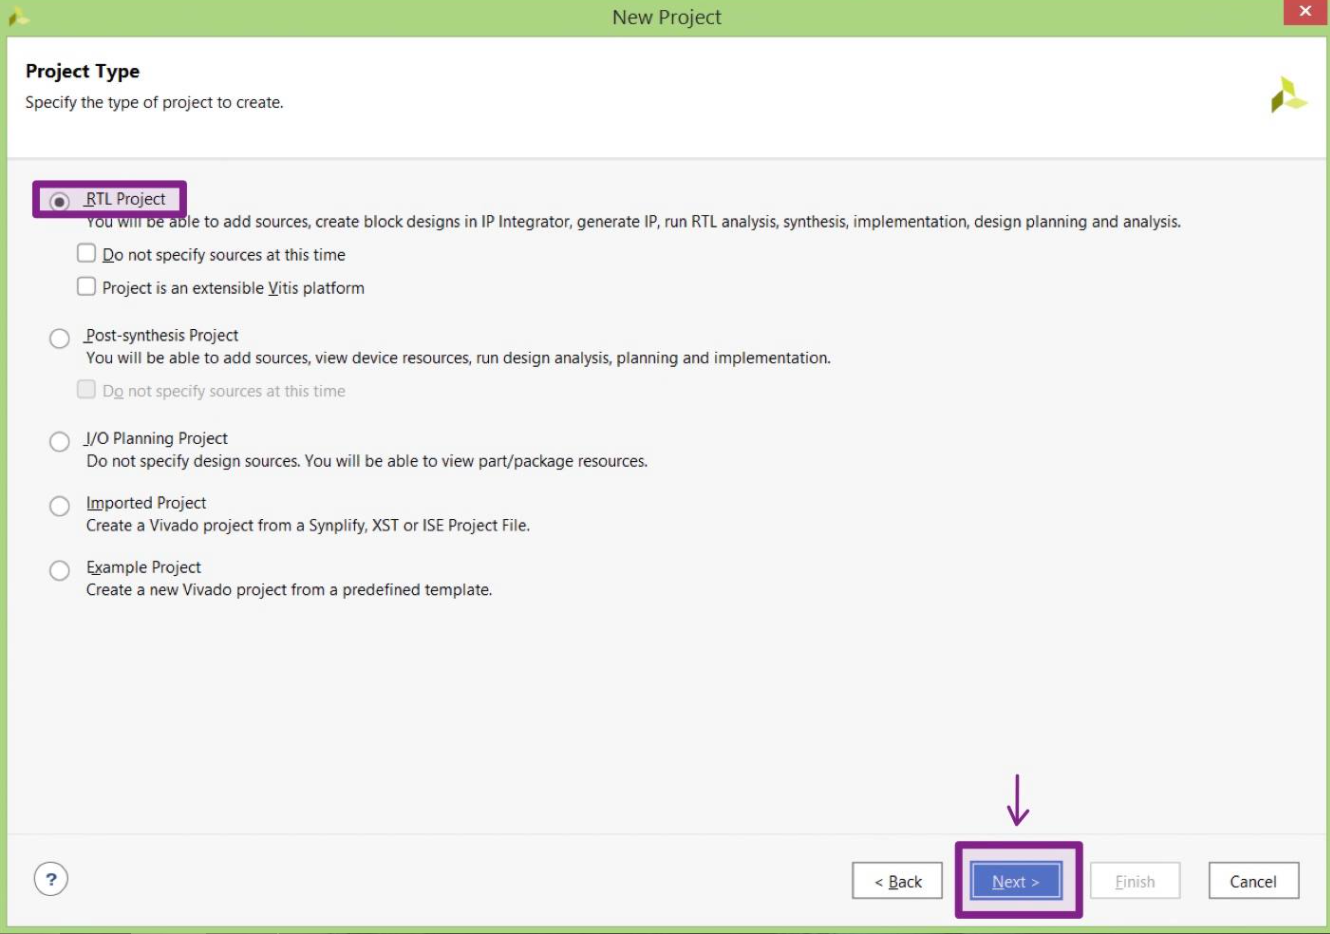 New Project
Project Type
Specify the type of project to create.
RTL Project
You will be able to add sources, create block designs in IP Integrator, generate IP, run RTL analysis, synthesis, implementation, design planning and analysis.
Do not specify sources at this time
Project is an extensible Vitis platform
Post-synthesis Project
You will be able to add sources, view device resources, run design analysis, planning and implementation.
Do not specify sources at this time
I/O Planning Project
Do not specify design sources. You will be able to view part/package resources.
Imported Project
Create a Vivado project from a Synplify, XST or ISE Project File.
Example Project
Create a new Vivado project from a predefined template.
? < Back Next > Finish Cancel